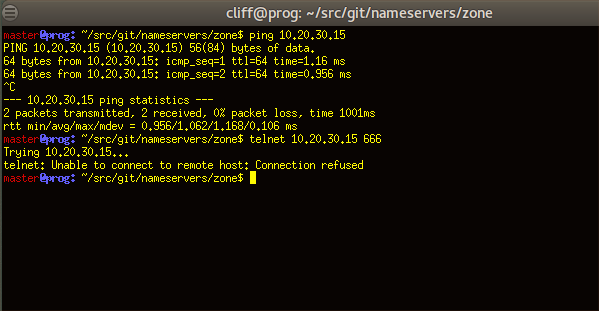 cliff@prog: ~/src/git/nameservers/zone
master@prog: ~/src/git/nameservers/zone$ ping 10.20.30.15
PING 10.20.30.15 (10.20.30.15) 56(84) bytes of data.
64 bytes from 10.20.30.15: icmp_seq=1 ttl=64 time=1.16 ms
64 bytes from 10.20.30.15: icmp_seq=2 ttl=64 time=0.956 ms
^C
--- 10.20.30.15 ping statistics ---
2 packets transmitted, 2 received, 0% packet loss, time 1001ms
rtt min/avg/max/mdev = 0.956/1.062/1.168/0.106 ms
master@prog: ~/src/git/nameservers/zone$ telnet 10.20.30.15 666
Trying 10.20.30.15...
telnet: Unable to connect to remote host: Connection refused
master@prog: ~/src/git/nameservers/zone$